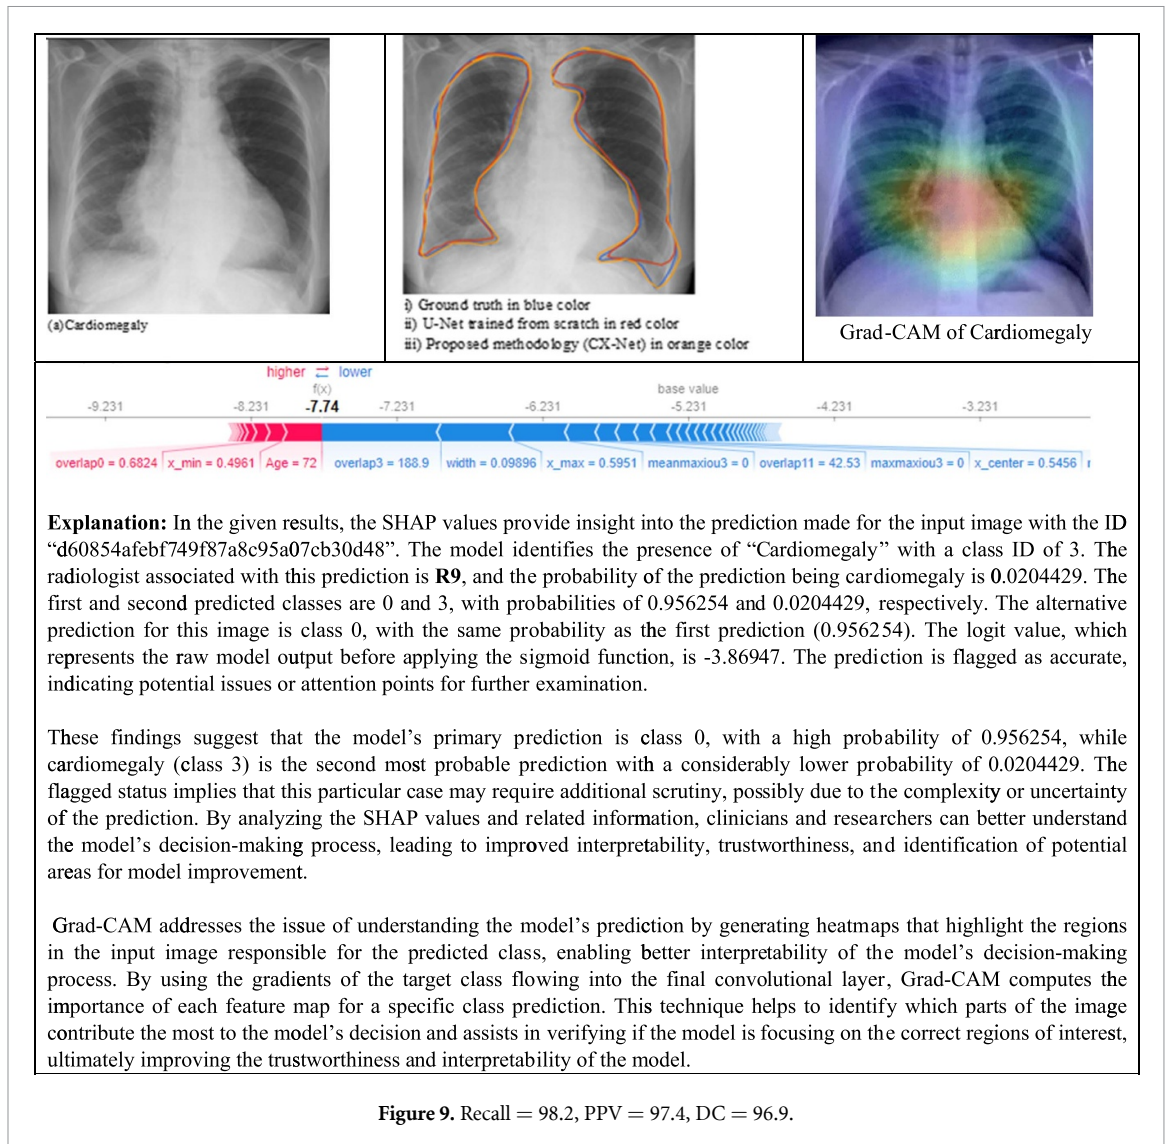 (a)Cardiomegaly
i) Ground truth in blue color
ii) U-Net trained from scratch in red color
iii) Proposed methodology (CX-Net) in orange color
Grad-CAM of Cardiomegaly
higher ⇄ lower
f(x)
base value
-9.231 -8.231 -7.74 -7.231 -6.231 -5.231 -4.231 -3.231
overlap0 = 0.6824 x_min = 0.4961 Age = 72 overlap3 = 188.9 width = 0.09896 x_max = 0.5951 meanmaxiou3 = 0 overlap11 = 42.53 maxmaxiou3 = 0 x_center = 0.5456
Explanation: In the given results, the SHAP values provide insight into the prediction made for the input image with the ID
“d60854afebf749f87a8c95a07cb30d48”. The model identifies the presence of “Cardiomegaly” with a class ID of 3. The
radiologist associated with this prediction is R9, and the probability of the prediction being cardiomegaly is 0.0204429. The
first and second predicted classes are 0 and 3, with probabilities of 0.956254 and 0.0204429, respectively. The alternative
prediction for this image is class 0, with the same probability as the first prediction (0.956254). The logit value, which
represents the raw model output before applying the sigmoid function, is -3.86947. The prediction is flagged as accurate,
indicating potential issues or attention points for further examination.
These findings suggest that the model’s primary prediction is class 0, with a high probability of 0.956254, while
cardiomegaly (class 3) is the second most probable prediction with a considerably lower probability of 0.0204429. The
flagged status implies that this particular case may require additional scrutiny, possibly due to the complexity or uncertainty
of the prediction. By analyzing the SHAP values and related information, clinicians and researchers can better understand
the model’s decision-making process, leading to improved interpretability, trustworthiness, and identification of potential
areas for model improvement.
Grad-CAM addresses the issue of understanding the model’s prediction by generating heatmaps that highlight the regions
in the input image responsible for the predicted class, enabling better interpretability of the model’s decision-making
process. By using the gradients of the target class flowing into the final convolutional layer, Grad-CAM computes the
importance of each feature map for a specific class prediction. This technique helps to identify which parts of the image
contribute the most to the model’s decision and assists in verifying if the model is focusing on the correct regions of interest,
ultimately improving the trustworthiness and interpretability of the model.
Figure 9. Recall = 98.2, PPV = 97.4, DC = 96.9.